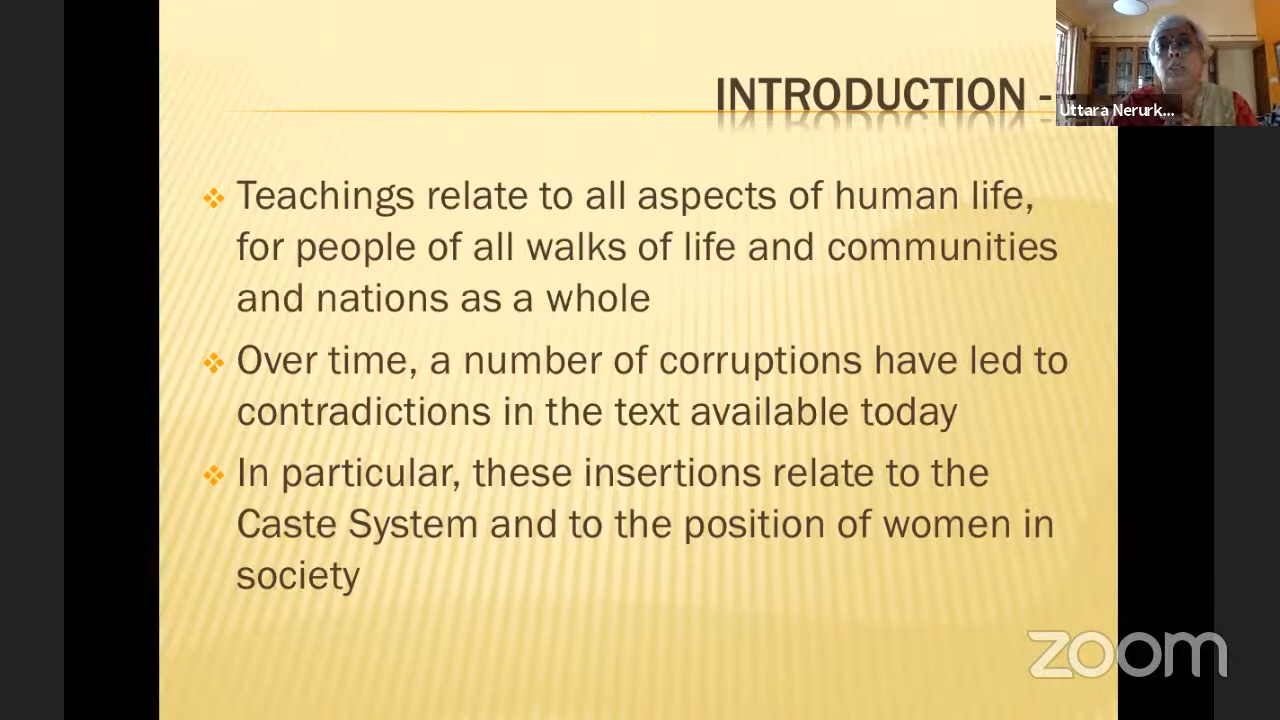 INTRODUCTION -
Uttara Nerurk...
Teachings relate to all aspects of human life,
for people of all walks of life and communities
and nations as a whole
Over time, a number of corruptions have led to
contradictions in the text available today
In particular, these insertions relate to the
Caste System and to the position of women in
society
zoom